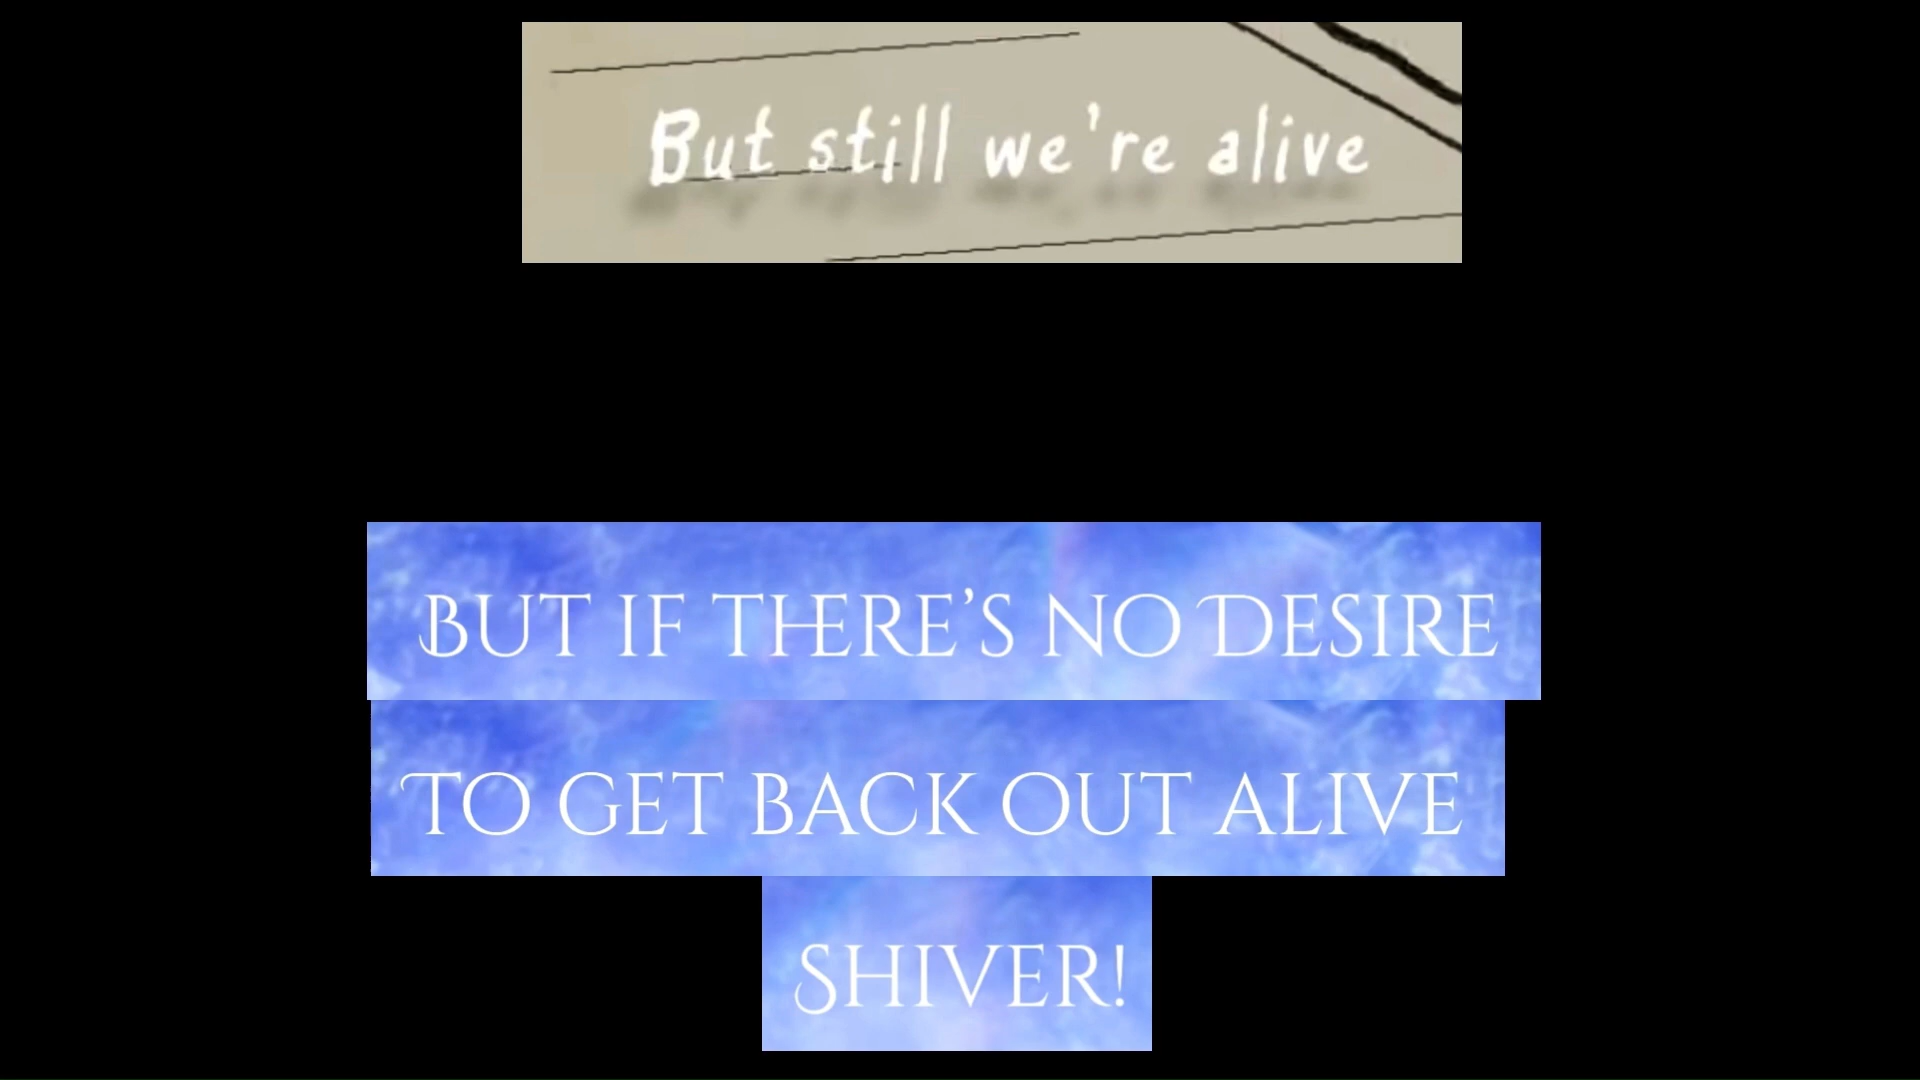 But still we're alive
BUT IF THERE’S NO DESIRE
TO GET BACK OUT ALIVE
SHIVER!